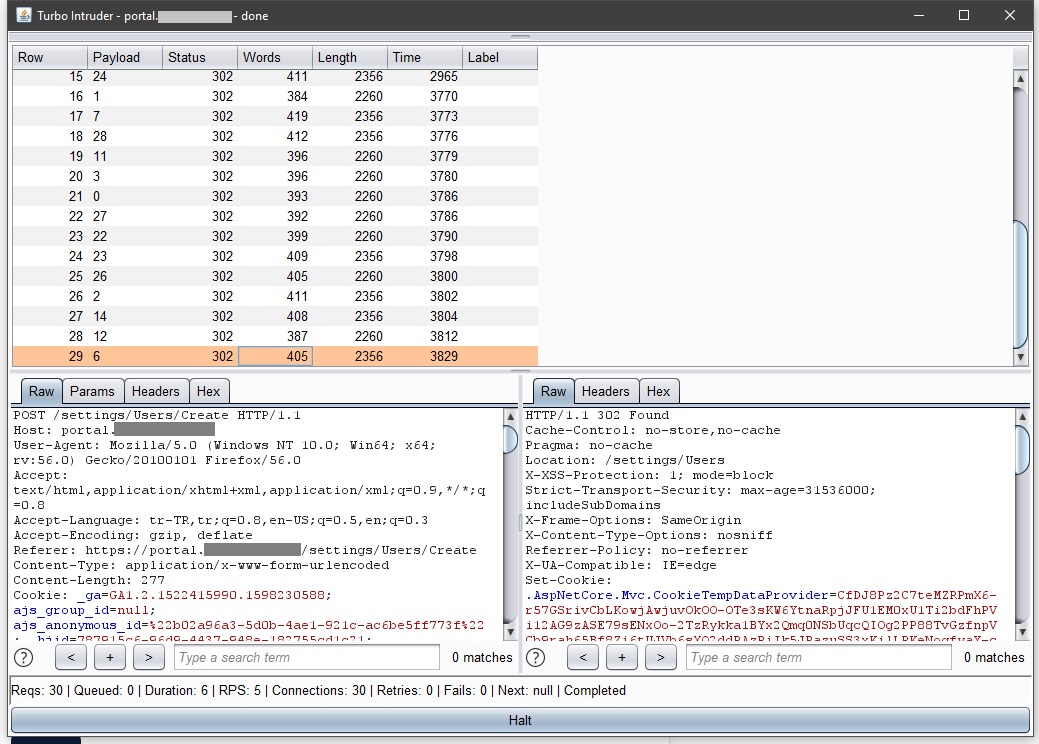 Turbo Intruder - portal. - done
Row Payload Status Words Length Time Label
15 24 302 411 2356 2965
16 1 302 384 2260 3770
17 7 302 419 2356 3773
18 28 302 412 2356 3776
19 11 302 396 2260 3779
20 3 302 396 2260 3780
21 0 302 393 2260 3786
22 27 302 392 2260 3786
23 22 302 399 2260 3790
24 23 302 409 2356 3798
25 26 302 405 2260 3800
26 2 302 411 2356 3802
27 14 302 408 2356 3804
28 12 302 387 2260 3812
29 6 302 405 2356 3829
Raw Params Headers Hex
POST /settings/Users/Create HTTP/1.1
Host: portal.
User-Agent: Mozilla/5.0 (Windows NT 10.0; Win64; x64;
rv:56.0) Gecko/20100101 Firefox/56.0
Accept:
text/html,application/xhtml+xml,application/xml;q=0.9,*/*;q
=0.8
Accept-Language: tr-TR,tr;q=0.8,en-US;q=0.5,en;q=0.3
Accept-Encoding: gzip, deflate
Referer: https://portal. /settings/Users/Create
Content-Type: application/x-www-form-urlencoded
Content-Length: 277
Cookie: _ga=GA1.2.1522415990.1598230588;
ajs_group_id=null;
ajs_anonymous_id=%22b02a96a3-5d0b-4ae1-921c-ac6be5ff773f%22
; _hjid=787915c6-96d9-4437-948e-182755cd1c21;
? < + > Type a search term 0 matches
Raw Headers Hex
HTTP/1.1 302 Found
Cache-Control: no-store,no-cache
Pragma: no-cache
Location: /settings/Users
X-XSS-Protection: 1; mode=block
Strict-Transport-Security: max-age=31536000;
includeSubDomains
X-Frame-Options: SameOrigin
X-Content-Type-Options: nosniff
Referrer-Policy: no-referrer
X-UA-Compatible: IE=edge
Set-Cookie:
.AspNetCore.Mvc.CookieTempDataProvider=CfDJ8Pz2C7teMZRPmX6-
? < + > Type a search term 0 matches
Reqs: 30 | Queued: 0 | Duration: 6 | RPS: 5 | Connections: 30 | Retries: 0 | Fails: 0 | Next: null | Completed
Halt